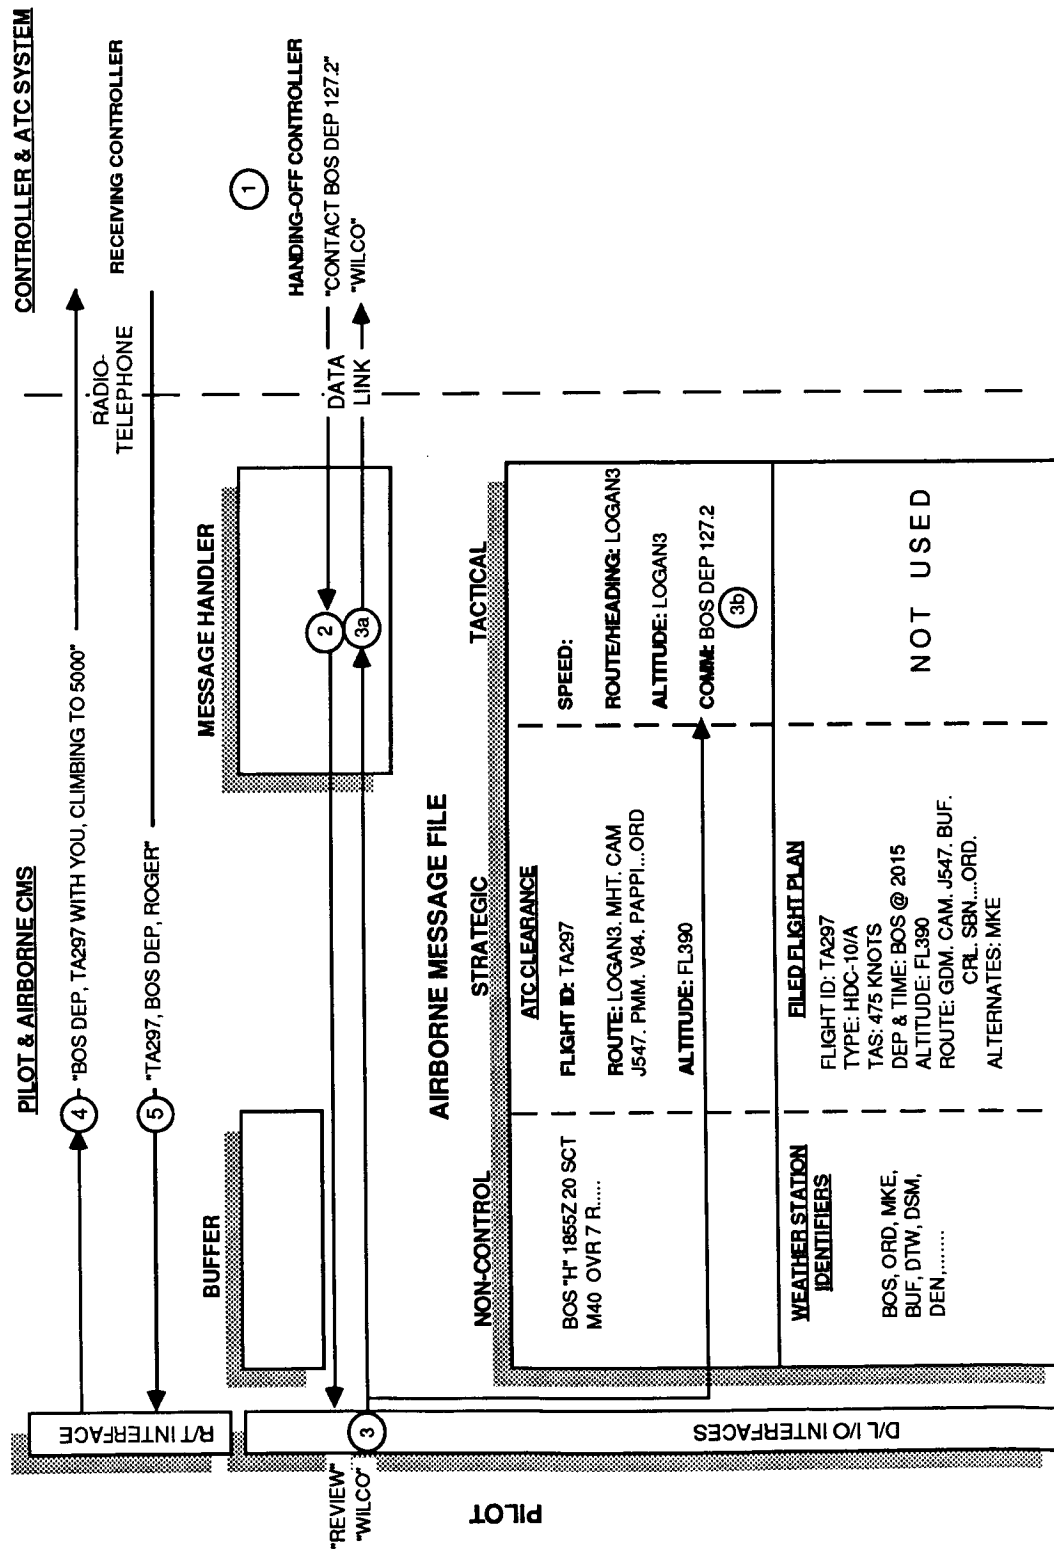 PILOT & AIRBORNE CMS
CONTROLLER & ATC SYSTEM
4
"BOS DEP, TA297 WITH YOU, CLIMBING TO 5000"
RADIO-
TELEPHONE
RECEIVING CONTROLLER
5
"TA297, BOS DEP, ROGER"
R/T INTERFACE
BUFFER
MESSAGE HANDLER
1
HANDING-OFF CONTROLLER
"REVIEW"
2
DATA
"CONTACT BOS DEP 127.2"
"WILCO"
3
3a
LINK
"WILCO"
PILOT
D/L I/O INTERFACES
AIRBORNE MESSAGE FILE
NON-CONTROL
STRATEGIC
TACTICAL
BOS "H" 1855Z 20 SCT
M40 OVR 7 R.....
ATC CLEARANCE
FLIGHT ID: TA297
ROUTE: LOGAN3. MHT. CAM
J547. PMM. V84. PAPPI...ORD
ALTITUDE: FL390
SPEED:
ROUTE/HEADING: LOGAN3
ALTITUDE: LOGAN3
COMM: BOS DEP 127.2
3b
WEATHER STATION
IDENTIFIERS
BOS, ORD, MKE,
BUF, DTW, DSM,
DEN,.......
FILED FLIGHT PLAN
FLIGHT ID: TA297
TYPE: HDC-10/A
TAS: 475 KNOTS
DEP & TIME: BOS @ 2015
ALTITUDE: FL390
ROUTE: GDM. CAM. J547. BUF.
CRL. SBN....ORD.
ALTERNATES: MKE
NOT USED